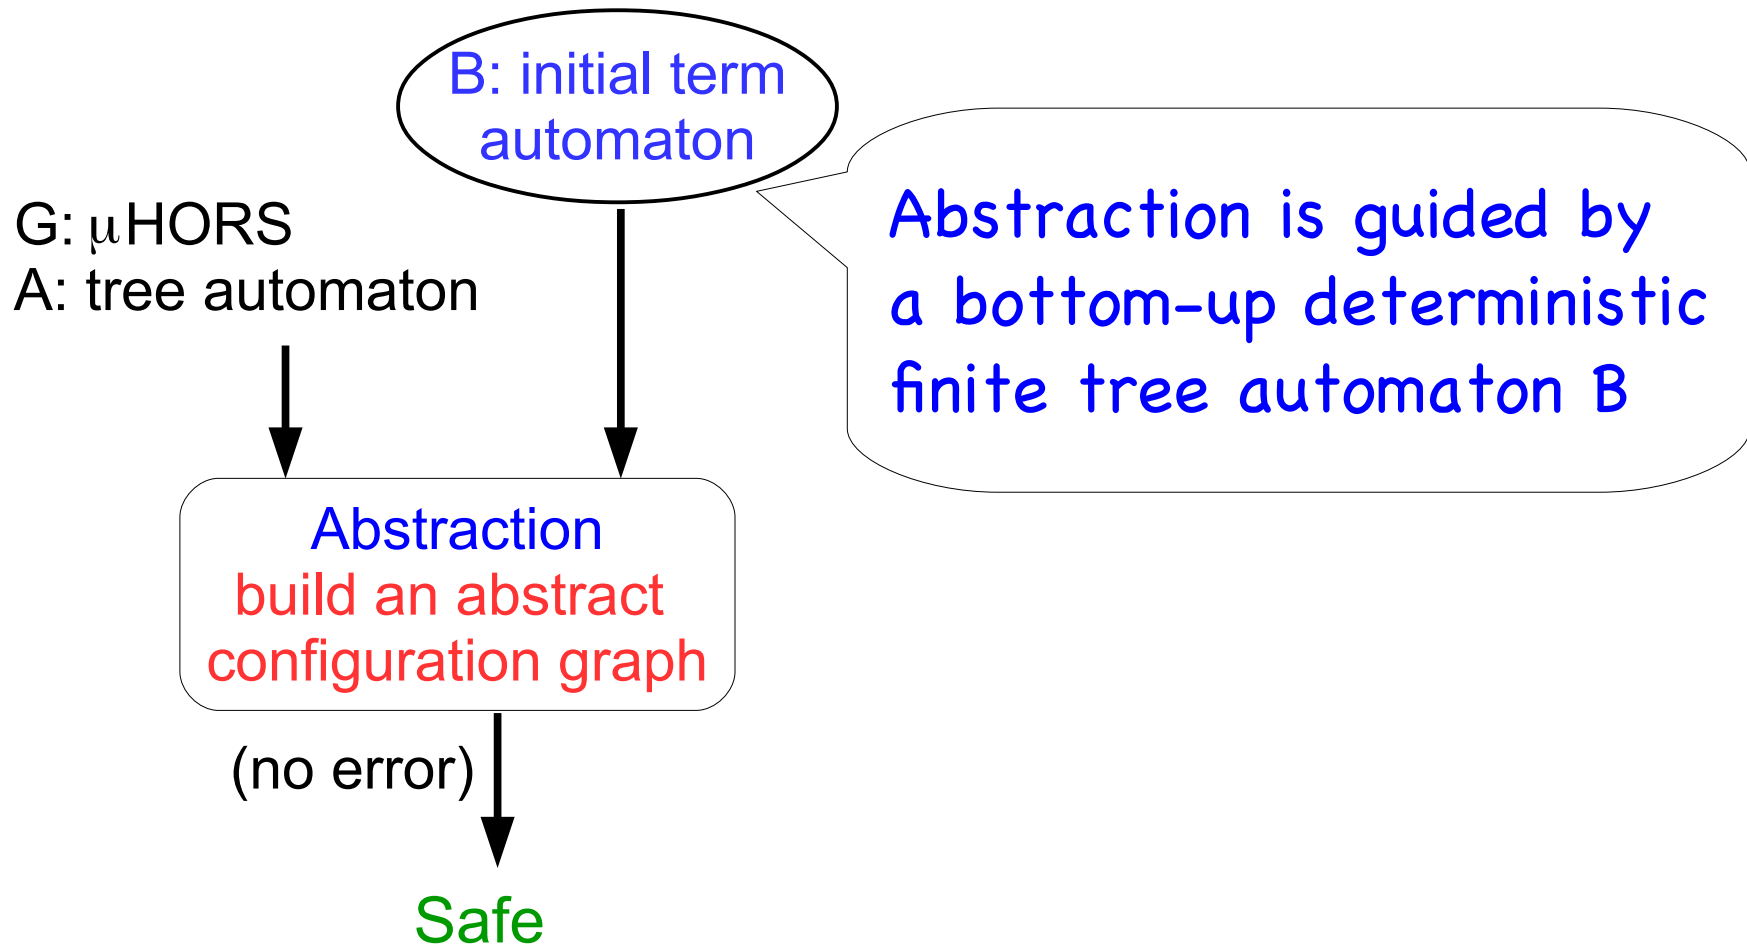 B: initial term
automaton
G: μHORS
A: tree automaton
Abstraction is guided by
a bottom-up deterministic
finite tree automaton B
Abstraction
build an abstract
configuration graph
(no error)
Safe